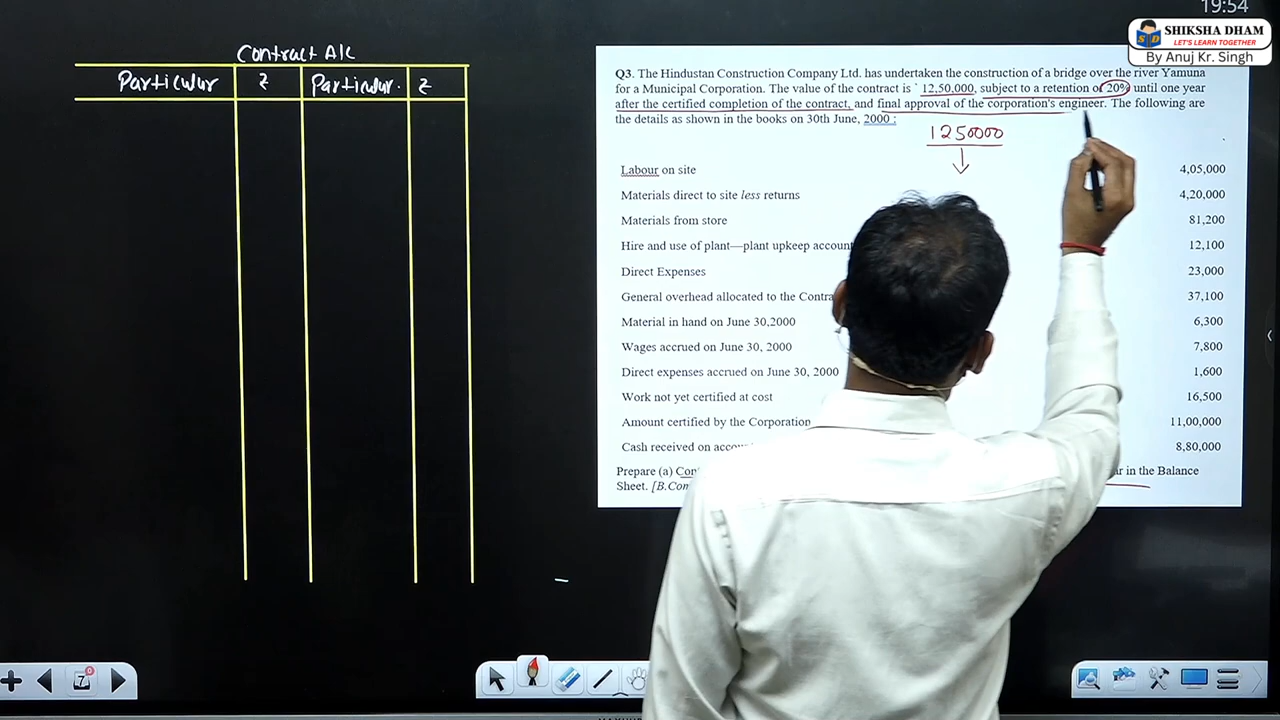 19:54
SHIKSHA DHAM
LET'S LEARN TOGETHER
By Anuj Kr. Singh
Contract A/c
Particular ₹ Particular. ₹
Q3. The Hindustan Construction Company Ltd. has undertaken the construction of a bridge over the river Yamuna
for a Municipal Corporation. The value of the contract is ` 12,50,000, subject to a retention of 20% until one year
after the certified completion of the contract, and final approval of the corporation's engineer. The following are
the details as shown in the books on 30th June, 2000 :
1250000
Labour on site 4,05,000
Materials direct to site less returns 4,20,000
Materials from store 81,200
Hire and use of plant—plant upkeep account 12,100
Direct Expenses 23,000
General overhead allocated to the 37,100
Material in hand on June 30,2000 6,300
Wages accrued on June 30, 2000 7,800
Direct expenses accrued on June 30, 2000 1,600
Work not yet certified at cost 16,500
Amount certified by the Corporation 11,00,000
Cash received on 8,80,000
Prepare (a) in the Balance
Sheet. [B.Com
7